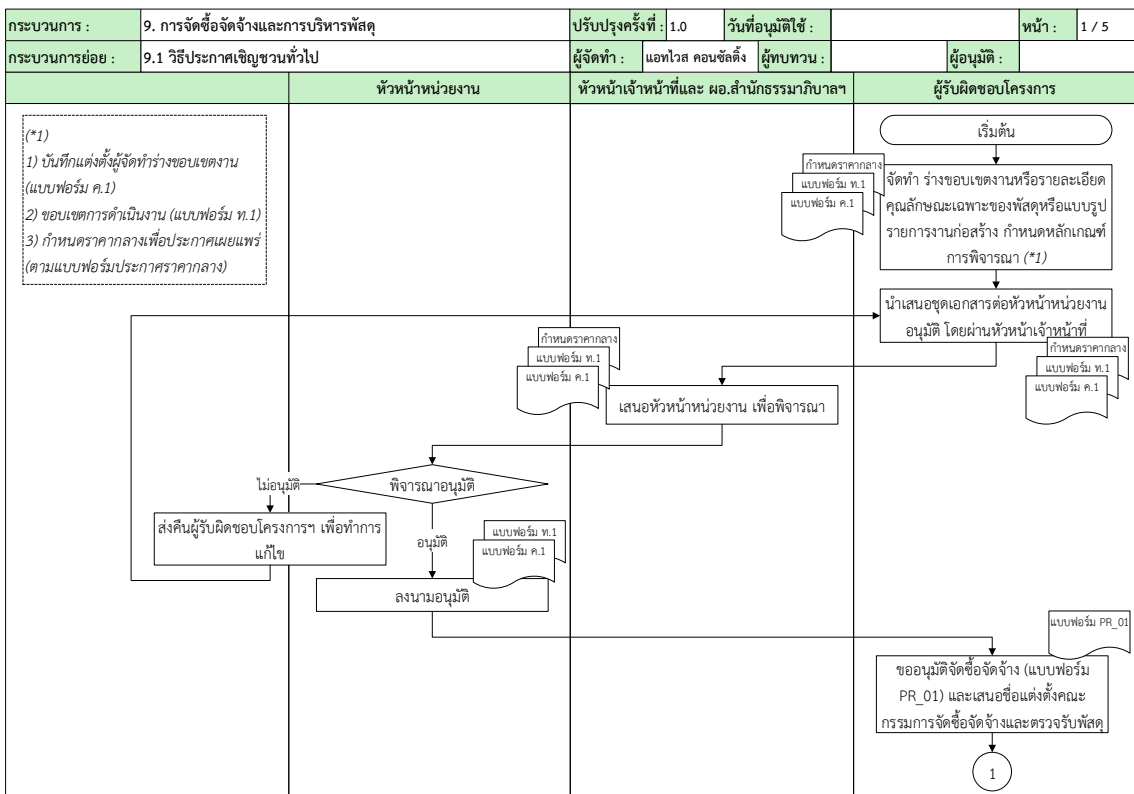 กระบวนการ : 9. การจัดซื้อจัดจ้างและการบริหารพัสดุ ปรับปรุงครั้งที่ : 1.0 วันที่อนุมัติใช้ : หน้า : 1 / 5
กระบวนการย่อย : 9.1 วิธีประกาศเชิญชวนทั่วไป ผู้จัดทำ : แอทไวส คอนซัลติ้ง ผู้ทบทวน : ผู้อนุมัติ :
หัวหน้าหน่วยงาน หัวหน้าเจ้าหน้าที่และ ผอ.สำนักธรรมาภิบาลฯ ผู้รับผิดชอบโครงการ
(*1)
1) บันทึกแต่งตั้งผู้จัดทำร่างขอบเขตงาน
(แบบฟอร์ม ค.1)
2) ขอบเขตการดำเนินงาน (แบบฟอร์ม ท.1)
3) กำหนดราคากลางเพื่อประกาศเผยแพร่
(ตามแบบฟอร์มประกาศราคากลาง)
เริ่มต้น
กำหนดราคากลาง
แบบฟอร์ม ท.1
แบบฟอร์ม ค.1
จัดทำ ร่างขอบเขตงานหรือรายละเอียด
คุณลักษณะเฉพาะของพัสดุหรือแบบรูป
รายการงานก่อสร้าง กำหนดหลักเกณฑ์
การพิจารณา (*1)
นำเสนอชุดเอกสารต่อหัวหน้าหน่วยงาน
อนุมัติ โดยผ่านหัวหน้าเจ้าหน้าที่
กำหนดราคากลาง
แบบฟอร์ม ท.1
แบบฟอร์ม ค.1
กำหนดราคากลาง
แบบฟอร์ม ท.1
แบบฟอร์ม ค.1
เสนอหัวหน้าหน่วยงาน เพื่อพิจารณา
พิจารณาอนุมัติ
ไม่อนุมัติ
ส่งคืนผู้รับผิดชอบโครงการฯ เพื่อทำการ
แก้ไข
อนุมัติ
แบบฟอร์ม ท.1
แบบฟอร์ม ค.1
ลงนามอนุมัติ
แบบฟอร์ม PR_01
ขออนุมัติจัดซื้อจัดจ้าง (แบบฟอร์ม
PR_01) และเสนอชื่อแต่งตั้งคณะ
กรรมการจัดซื้อจัดจ้างและตรวจรับพัสดุ
1